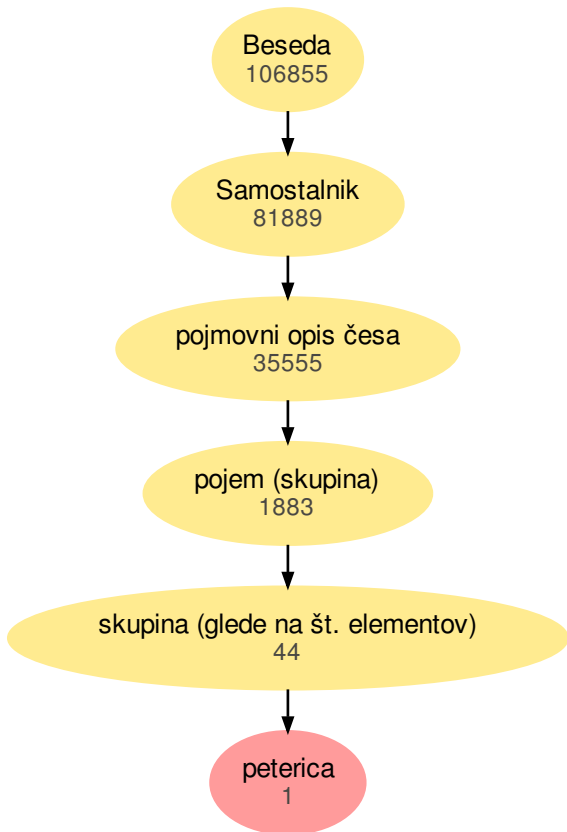 Beseda
106855
Samostalnik
81889
pojmovni opis česa
35555
pojem (skupina)
1883
skupina (glede na št. elementov)
44
peterica
1